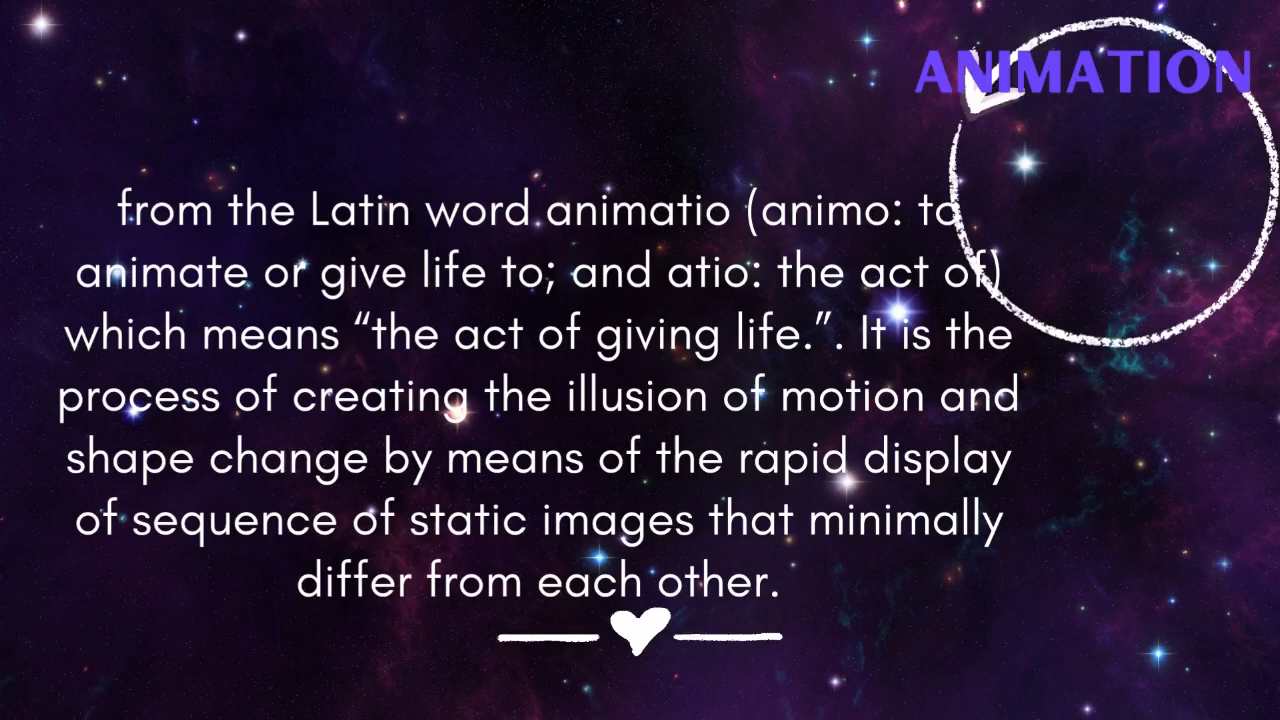 ANIMATION
from the Latin word animatio (animo: to
animate or give life to; and atio: the act of)
which means “the act of giving life.”. It is the
process of creating the illusion of motion and
shape change by means of the rapid display
of sequence of static images that minimally
differ from each other.